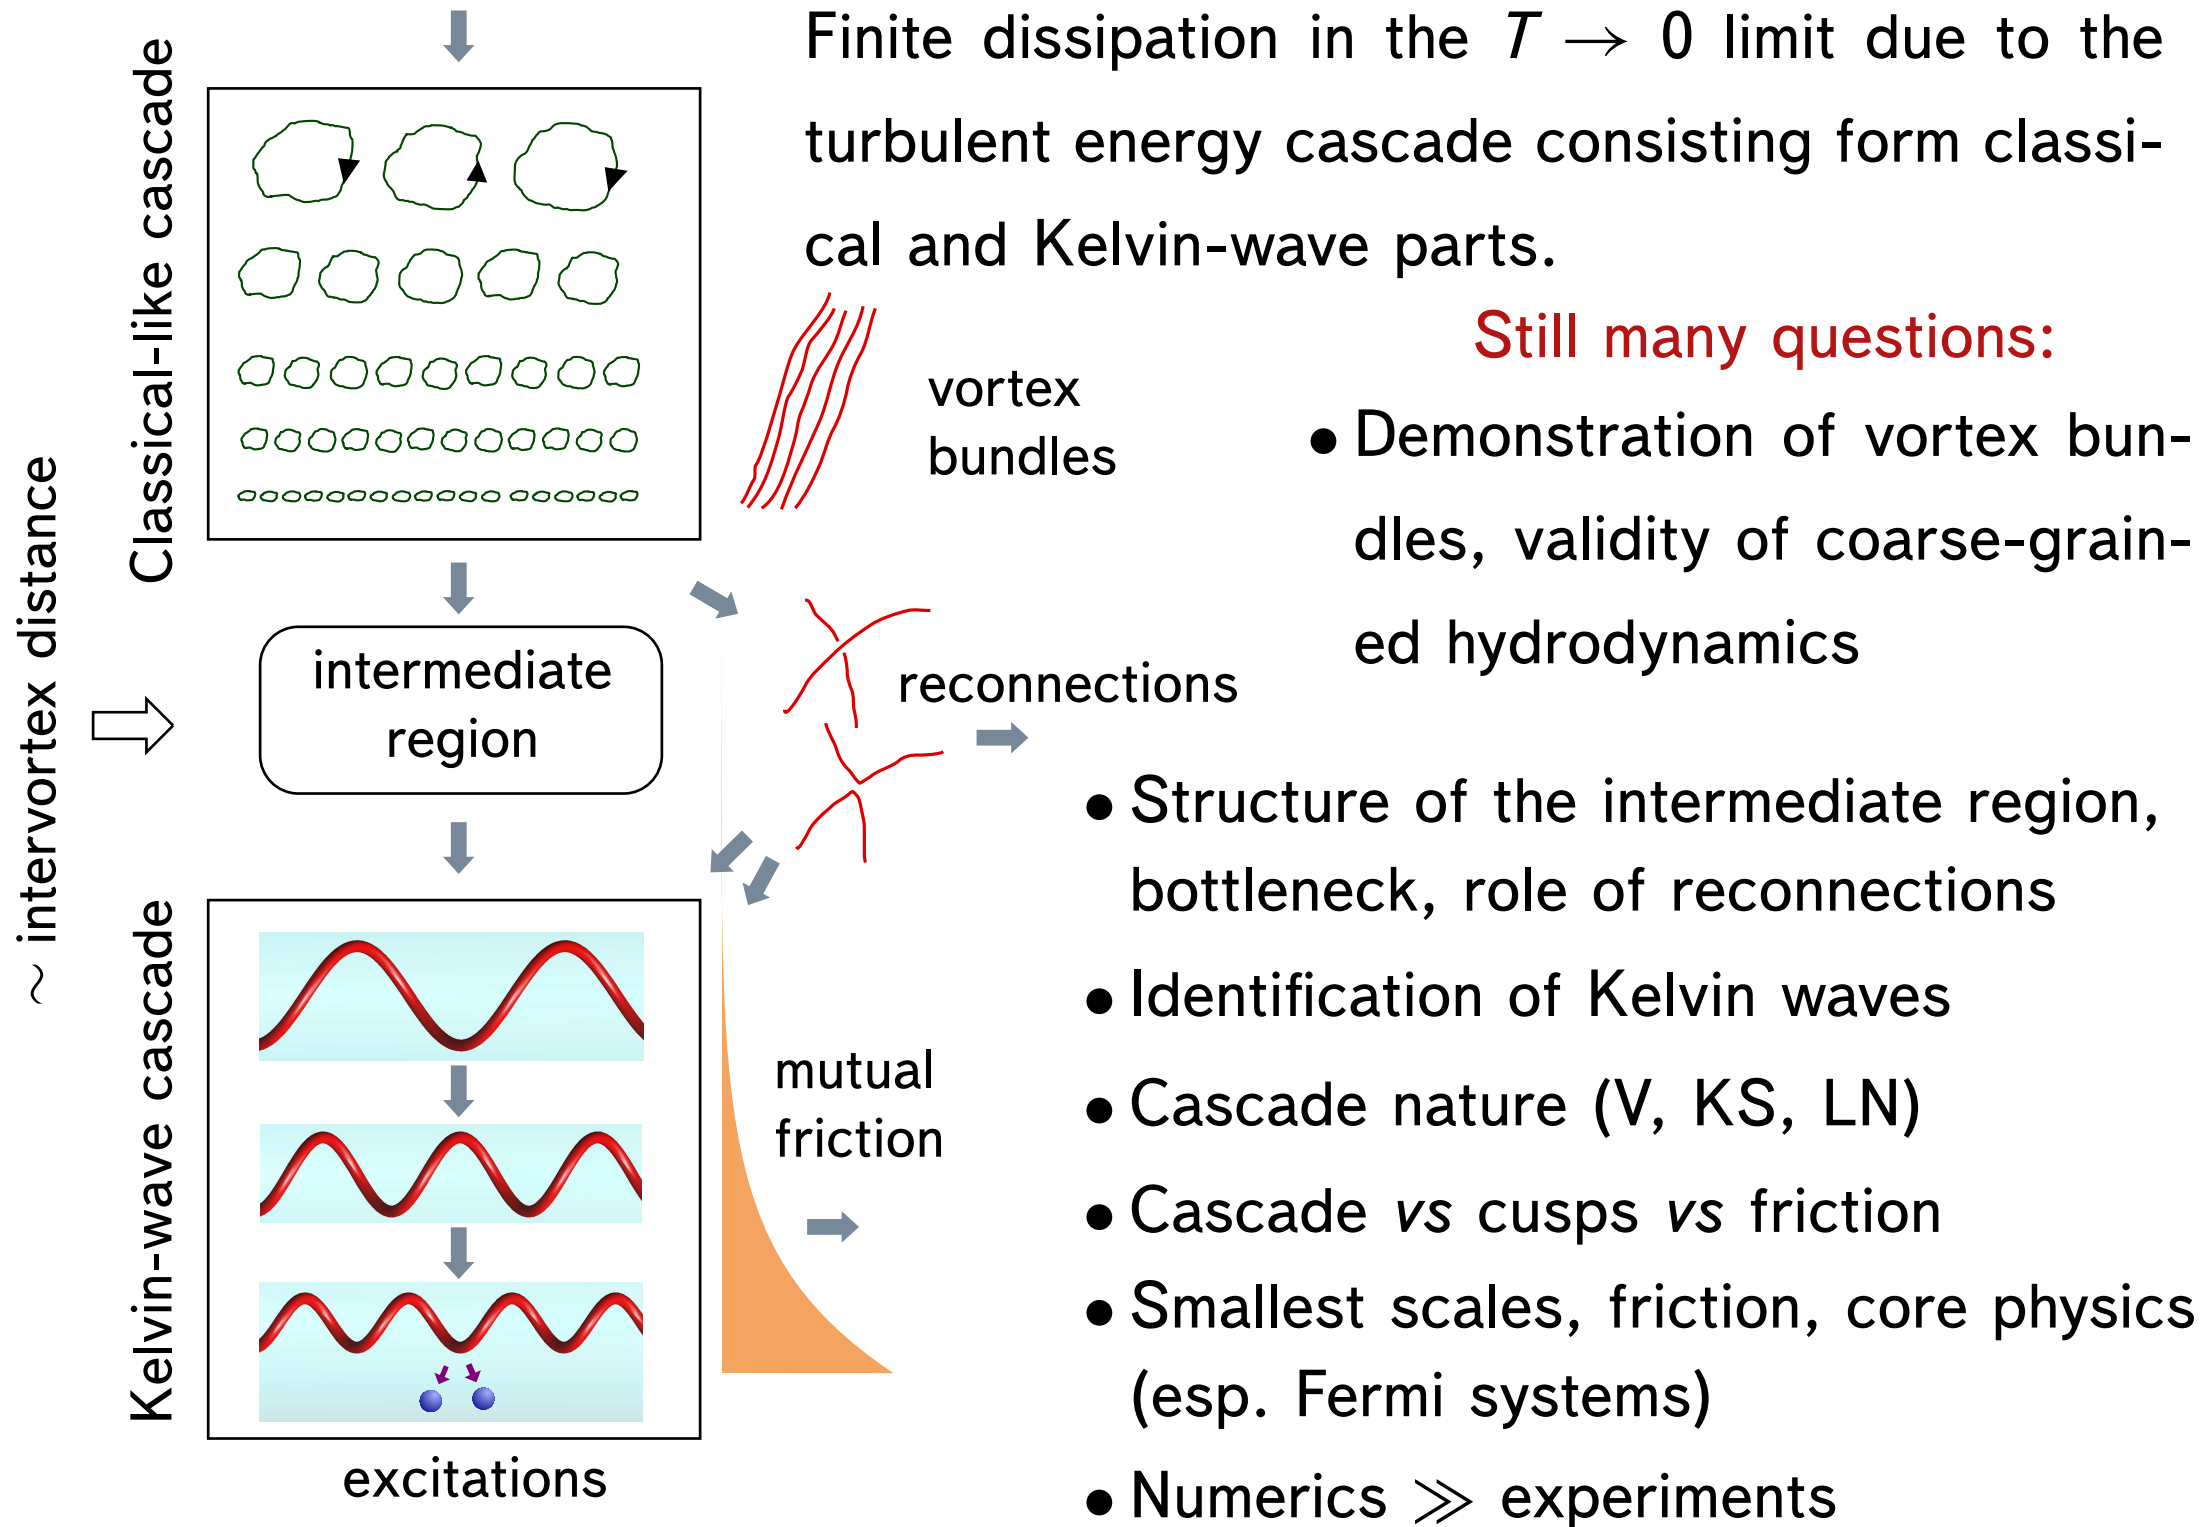 Finite dissipation in the T → 0 limit due to the
turbulent energy cascade consisting form classi-
cal and Kelvin-wave parts.
Classical-like cascade
vortex
bundles
Still many questions:
• Demonstration of vortex bun-
dles, validity of coarse-grain-
ed hydrodynamics
~ intervortex distance
intermediate
region
reconnections
• Structure of the intermediate region,
bottleneck, role of reconnections
• Identification of Kelvin waves
• Cascade nature (V, KS, LN)
• Cascade vs cusps vs friction
• Smallest scales, friction, core physics
(esp. Fermi systems)
• Numerics ≫ experiments
Kelvin-wave cascade
mutual
friction
excitations